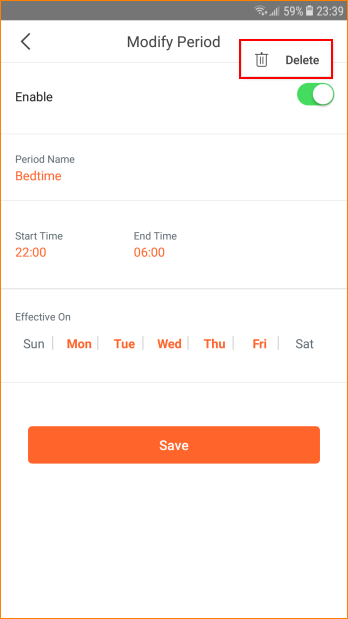 59% 23:39
Modify Period
Delete
Enable
Period Name
Bedtime
Start Time End Time
22:00 06:00
Effective On
Sun Mon Tue Wed Thu Fri Sat
Save